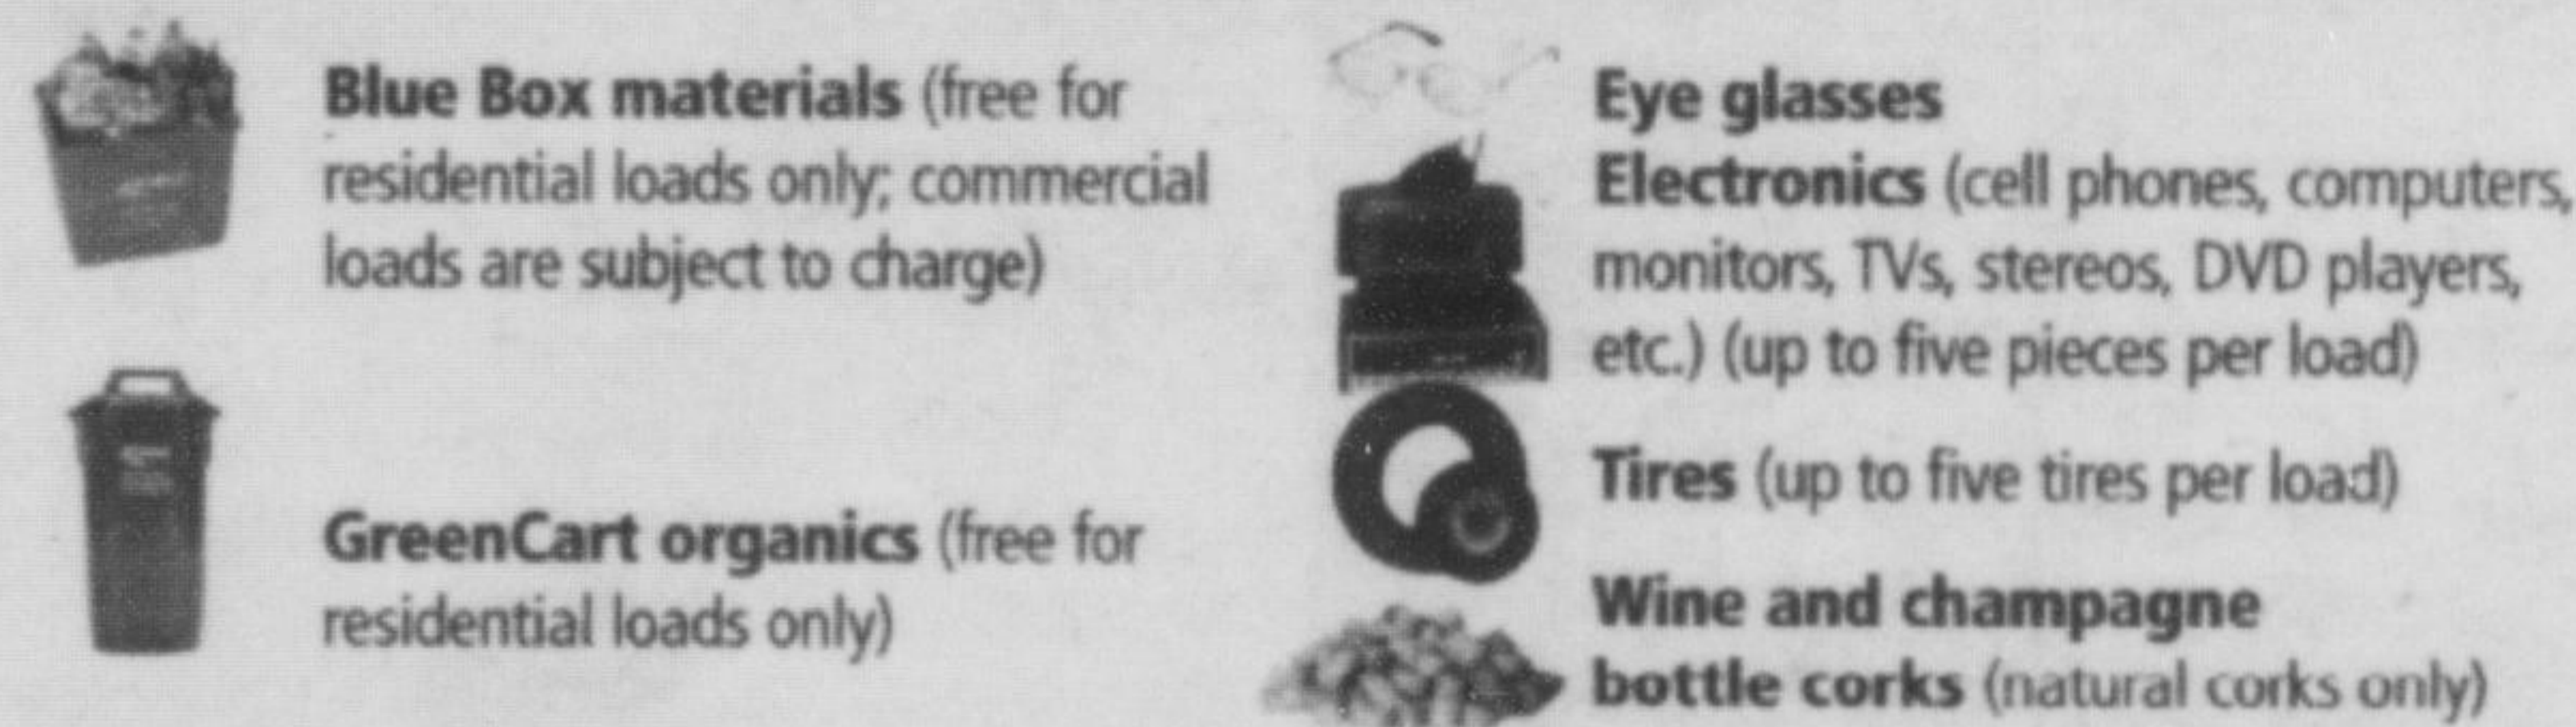 Blue Box materials (free for
residential loads only; commercial
loads are subject to charge)
GreenCart organics (free for
residential loads only)
Eye glasses
Electronics (cell phones, computers,
monitors, TVs, stereos, DVD players,
etc.) (up to five pieces per load)
Tires (up to five tires per load)
Wine and champagne
bottle corks (natural corks only)